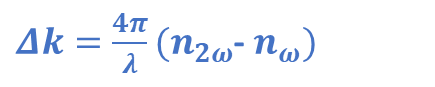 Δk = 4π/λ (n₂ω- nω)